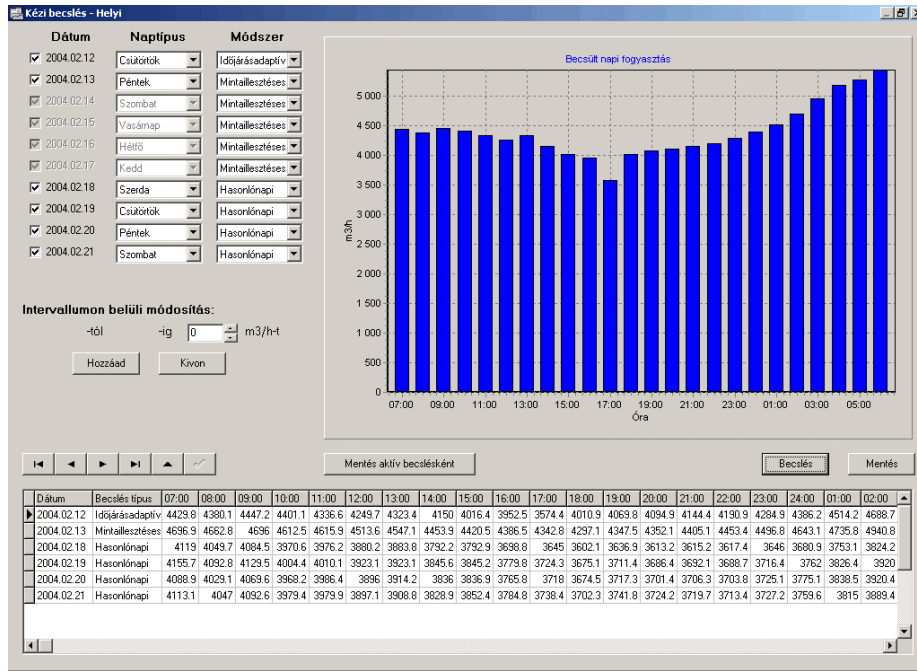 Kézi becslés - Helyi
Dátum Naptípus Módszer
2004.02.12 Csütörtök Időjárásadaptív
2004.02.13 Péntek Mintaillesztéses
2004.02.14 Szombat Mintaillesztéses
2004.02.15 Vasárnap Mintaillesztéses
2004.02.16 Hétfő Mintaillesztéses
2004.02.17 Kedd Mintaillesztéses
2004.02.18 Szerda Hasonlónapi
2004.02.19 Csütörtök Hasonlónapi
2004.02.20 Péntek Hasonlónapi
2004.02.21 Szombat Hasonlónapi
Intervallumon belüli módosítás:
-tól -ig 0 m3/h-t
Hozzáad Kivon
Becsült napi fogyasztás
5 000
4 500
4 000
3 500
3 000
2 500
2 000
1 500
1 000
500
0
m3/h
07:00 09:00 11:00 13:00 15:00 17:00 19:00 21:00 23:00 01:00 03:00 05:00
Óra
Mentés aktív becslésként Becslés Mentés
Dátum Becslés típus 07:00 08:00 09:00 10:00 11:00 12:00 13:00 14:00 15:00 16:00 17:00 18:00 19:00 20:00 21:00 22:00 23:00 24:00 01:00 02:00
2004.02.12 Időjárásadaptív 4429.8 4380.1 4447.2 4401.1 4336.6 4249.7 4323.4 4150 4016.4 3952.5 3574.4 4010.9 4069.8 4094.9 4144.4 4190.9 4284.9 4386.2 4514.2 4688.7
2004.02.13 Mintaillesztéses 4696.9 4662.8 4696 4612.5 4615.9 4513.6 4547.1 4453.9 4420.5 4386.5 4342.8 4297.1 4347.5 4352.1 4405.1 4453.4 4496.8 4643.1 4735.8 4940.8
2004.02.18 Hasonlónapi 4119 4049.7 4084.5 3970.6 3976.2 3880.2 3883.8 3792.2 3792.9 3698.8 3645 3602.1 3636.9 3613.2 3615.2 3617.4 3646 3680.9 3753.1 3824.2
2004.02.19 Hasonlónapi 4155.7 4092.8 4129.5 4004.4 4010.1 3923.1 3923.1 3845.6 3845.2 3779.8 3724.3 3675.1 3711.4 3686.4 3692.1 3688.7 3716.4 3762 3826.4 3920
2004.02.20 Hasonlónapi 4088.9 4029.1 4069.6 3968.2 3986.4 3896 3914.2 3836 3836.9 3765.8 3718 3674.5 3717.3 3701.4 3706.3 3703.8 3725.1 3775.1 3838.5 3920.4
2004.02.21 Hasonlónapi 4113.1 4047 4092.6 3979.4 3979.9 3897.1 3908.8 3828.9 3852.4 3784.8 3738.4 3702.3 3741.8 3724.2 3719.7 3713.4 3727.2 3759.6 3815 3889.4